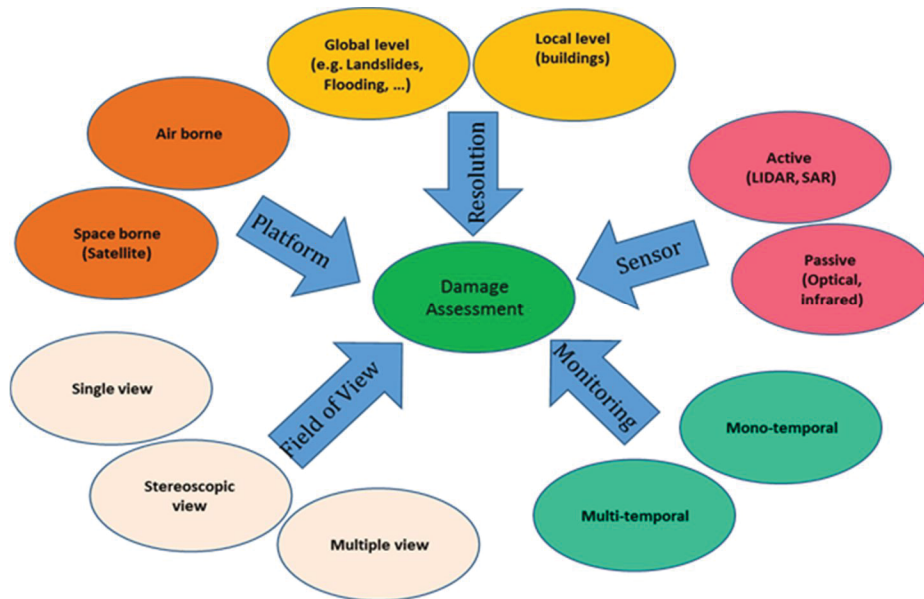 Global level
(e.g. Landslides,
Flooding, ...)
Local level
(buildings)
Air borne
Space borne
(Satellite)
Platform
Resolution
Active
(LIDAR, SAR)
Passive
(Optical,
infrared)
Sensor
Damage
Assessment
Single view
Stereoscopic
view
Multiple view
Field of View
Monitoring
Mono-temporal
Multi-temporal